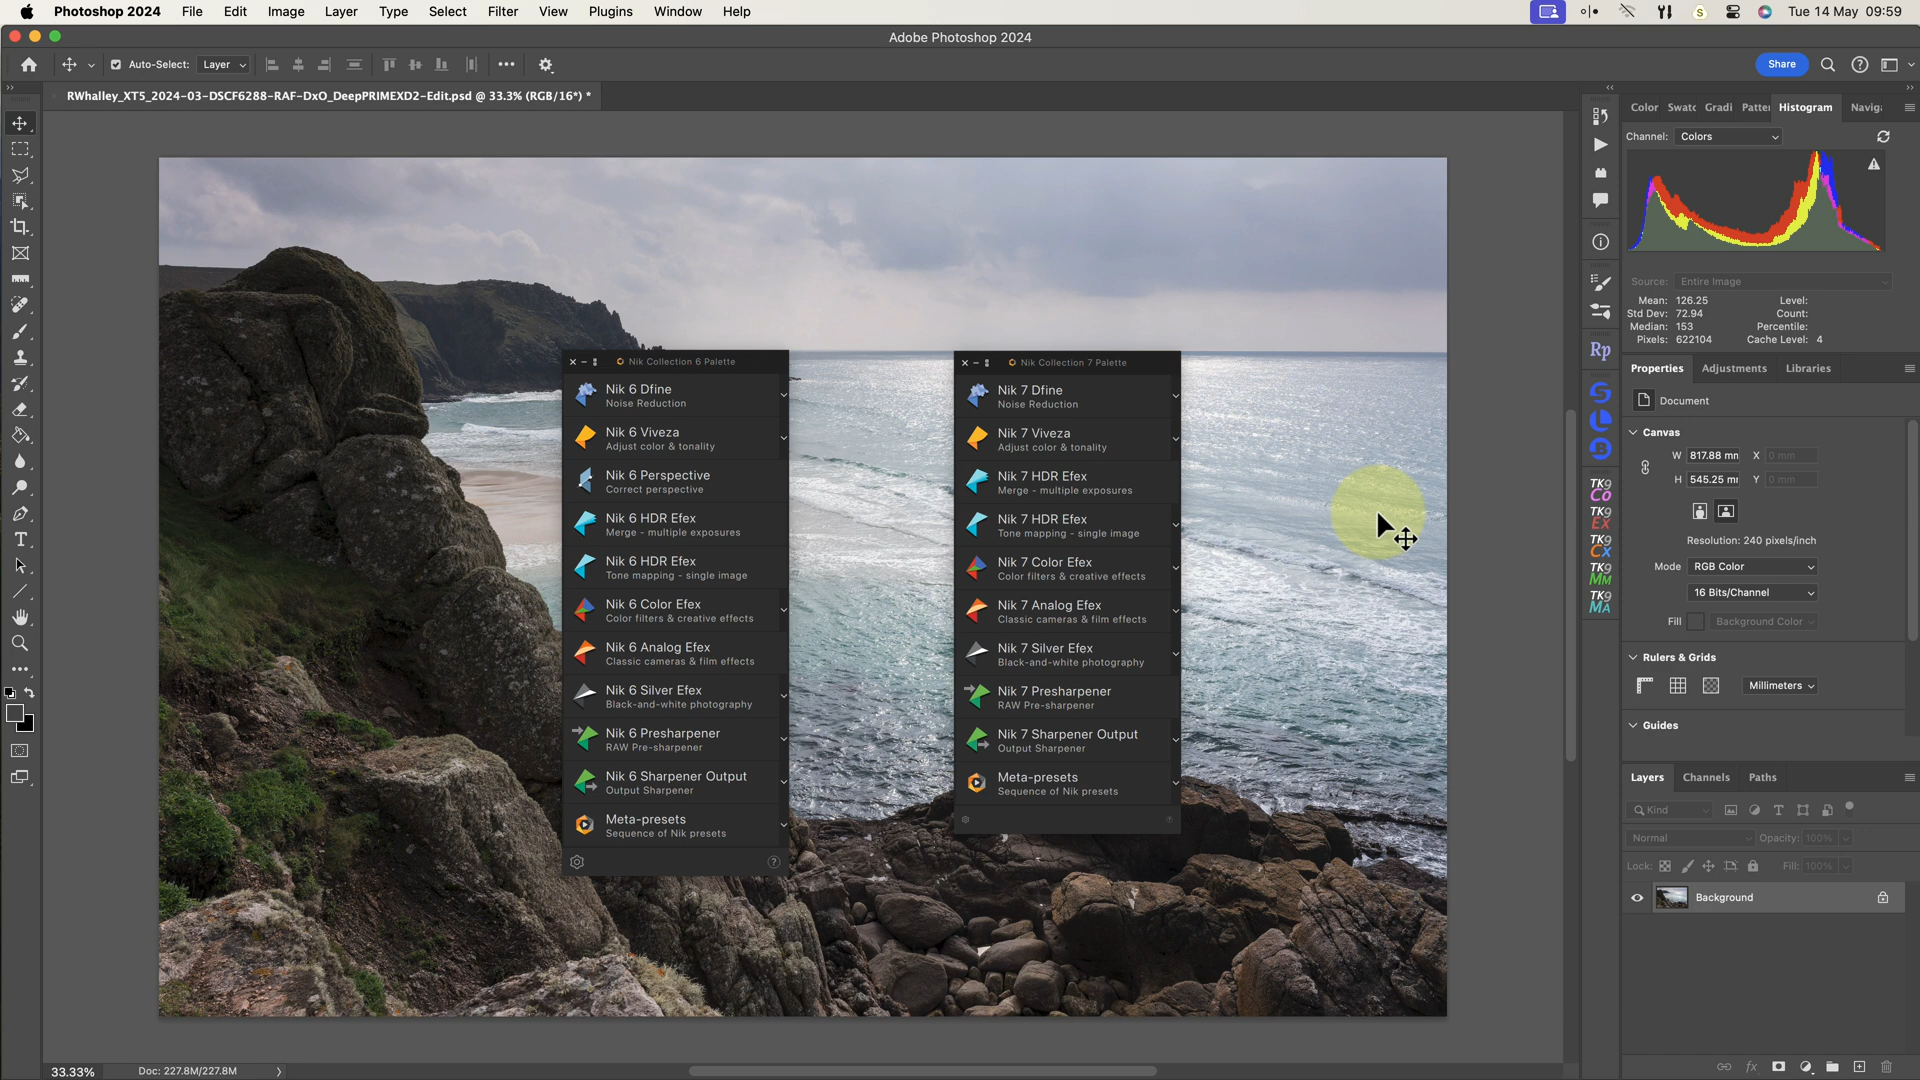 Photoshop 2024 File Edit Image Layer Type Select Filter View Plugins Window Help
S
Tue 14 May 09:59
Adobe Photoshop 2024
Auto-Select: Layer
Share
RWhalley_XT5_2024-03-DSCF6288-RAF-DxO_DeepPRIMEXD2-Edit.psd @ 33.3% (RGB/16*) *
Color Swatc Gradi Patte Histogram Navig
Channel: Colors
Source: Entire Image
Mean: 126.25 Level:
Std Dev: 72.94 Count:
Median: 153 Percentile:
Pixels: 622104 Cache Level: 4
Rp
Properties Adjustments Libraries
Document
Canvas
W 817.88 mm X 0 mm
H 545.25 mm Y 0 mm
Resolution: 240 pixels/inch
Mode RGB Color
16 Bits/Channel
Fill Background Color
Rulers & Grids
Millimeters
Guides
TK9
Co
TK9
Ex
TK9
Cx
TK9
MM
TK9
MA
Layers Channels Paths
Kind
Normal Opacity: 100%
Lock: Fill: 100%
Background
fx
Nik Collection 6 Palette
Nik 6 Dfine
Noise Reduction
Nik 6 Viveza
Adjust color & tonality
Nik 6 Perspective
Correct perspective
Nik 6 HDR Efex
Merge - multiple exposures
Nik 6 HDR Efex
Tone mapping - single image
Nik 6 Color Efex
Color filters & creative effects
Nik 6 Analog Efex
Classic cameras & film effects
Nik 6 Silver Efex
Black-and-white photography
Nik 6 Presharpener
RAW Pre-sharpener
Nik 6 Sharpener Output
Output Sharpener
Meta-presets
Sequence of Nik presets
Nik Collection 7 Palette
Nik 7 Dfine
Noise Reduction
Nik 7 Viveza
Adjust color & tonality
Nik 7 HDR Efex
Merge - multiple exposures
Nik 7 HDR Efex
Tone mapping - single image
Nik 7 Color Efex
Color filters & creative effects
Nik 7 Analog Efex
Classic cameras & film effects
Nik 7 Silver Efex
Black-and-white photography
Nik 7 Presharpener
RAW Pre-sharpener
Nik 7 Sharpener Output
Output Sharpener
Meta-presets
Sequence of Nik presets
33.33% Doc: 227.8M/227.8M